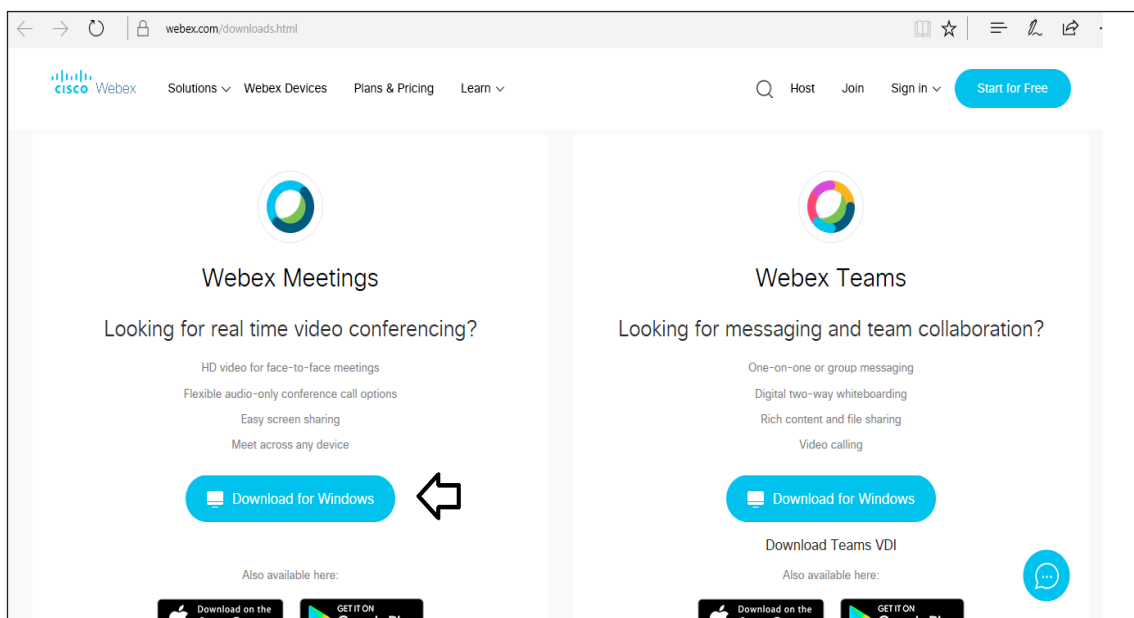 webex.com/downloads.html
CISCO Webex Solutions Webex Devices Plans & Pricing Learn Host Join Sign in Start for Free
Webex Meetings
Looking for real time video conferencing?
HD video for face-to-face meetings
Flexible audio-only conference call options
Easy screen sharing
Meet across any device
Download for Windows
Also available here:
Download on the
GET IT ON
Webex Teams
Looking for messaging and team collaboration?
One-on-one or group messaging
Digital two-way whiteboarding
Rich content and file sharing
Video calling
Download for Windows
Download Teams VDI
Also available here:
Download on the
GET IT ON